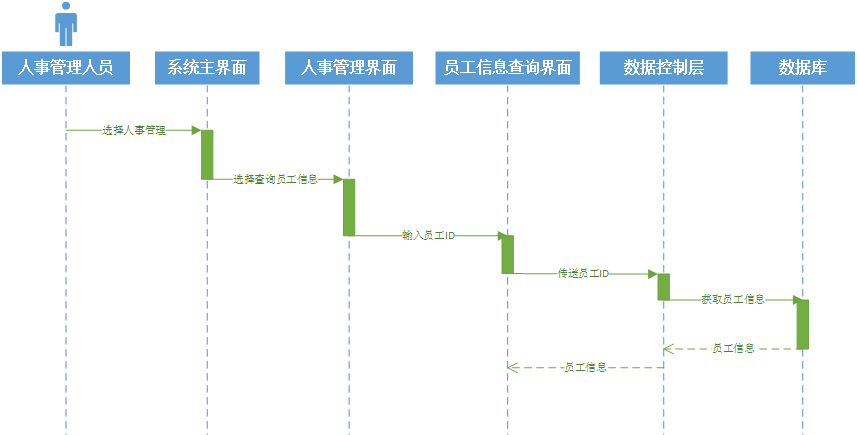 人事管理人员
系统主界面
人事管理界面
员工信息查询界面
数据控制层
数据库
选择人事管理
选择查询员工信息
输入员工ID
传送员工ID
获取员工信息
员工信息
员工信息